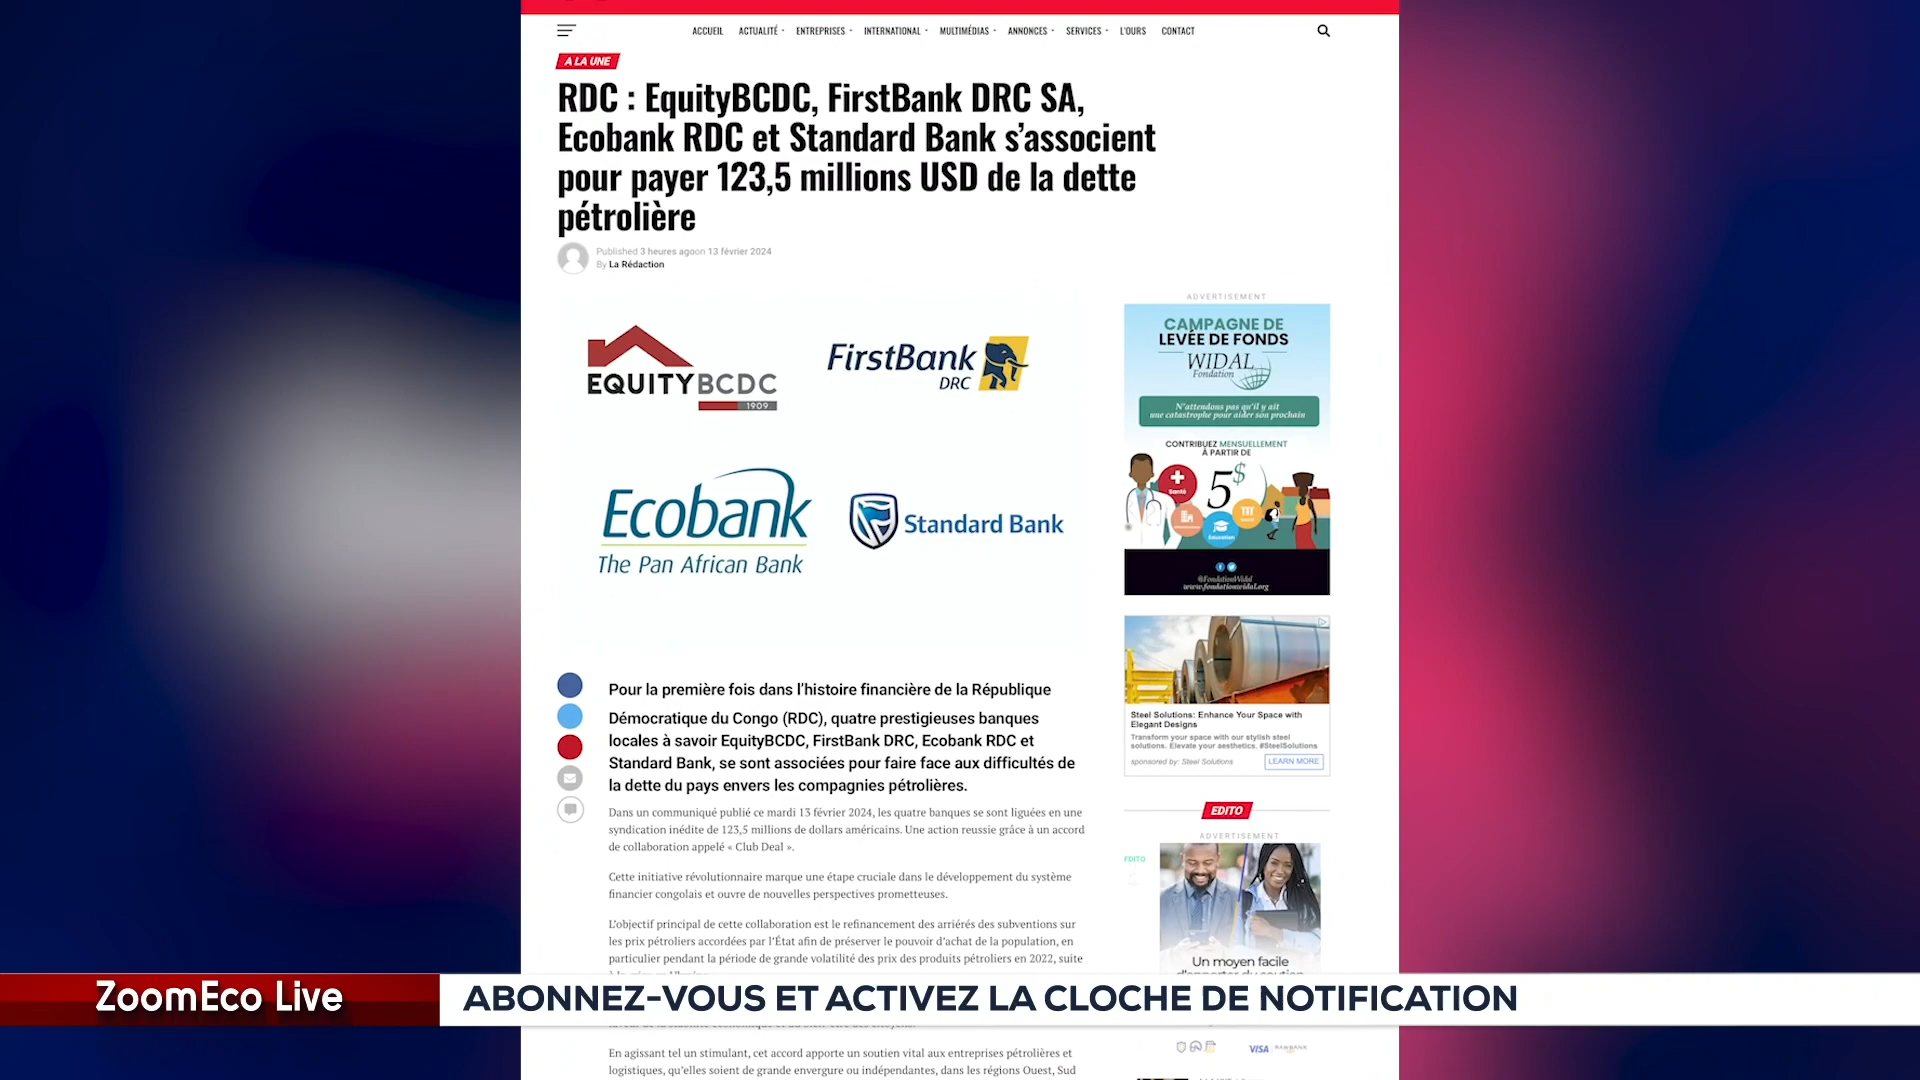 ACCUEIL ACTUALITÉ ENTREPRISES INTERNATIONAL MULTIMÉDIAS ANNONCES SERVICES L'OURS CONTACT
A LA UNE
RDC : EquityBCDC, FirstBank DRC SA,
Ecobank RDC et Standard Bank s’associent
pour payer 123,5 millions USD de la dette
pétrolière
Published 3 heures agoon 13 février 2024
By La Rédaction
EQUITYBCDC
1909
FirstBank
DRC
Ecobank
The Pan African Bank
Standard Bank
Pour la première fois dans l’histoire financière de la République
Démocratique du Congo (RDC), quatre prestigieuses banques
locales à savoir EquityBCDC, FirstBank DRC, Ecobank RDC et
Standard Bank, se sont associées pour faire face aux difficultés de
la dette du pays envers les compagnies pétrolières.
Dans un communiqué publié ce mardi 13 février 2024, les quatre banques se sont liguées en une
syndication inédite de 123,5 millions de dollars américains. Une action reussie grâce à un accord
de collaboration appelé « Club Deal ».
Cette initiative révolutionnaire marque une étape cruciale dans le développement du système
financier congolais et ouvre de nouvelles perspectives prometteuses.
L’objectif principal de cette collaboration est le refinancement des arriérés des subventions sur
les prix pétroliers accordées par l’État afin de préserver le pouvoir d’achat de la population, en
particulier pendant la période de grande volatilité des prix des produits pétroliers en 2022, suite
En agissant tel un stimulant, cet accord apporte un soutien vital aux entreprises pétrolières et
logistiques, qu’elles soient de grande envergure ou indépendantes, dans les régions Ouest, Sud
ADVERTISEMENT
CAMPAGNE DE
LEVÉE DE FONDS
WIDAL
Fondation
N'attendons pas qu'il y ait
une catastrophe pour aider son prochain
CONTRIBUEZ MENSUELLEMENT
À PARTIR DE
5$
Santé
Education
@FondationWidal
www.fondationwidal.org
Steel Solutions: Enhance Your Space with
Elegant Designs
Transform your space with our stylish steel
solutions. Elevate your aesthetics. #SteelSolutions
sponsored by: Steel Solutions LEARN MORE
EDITO
ADVERTISEMENT
EDITO
Un moyen facile
d'apporter du soutien
VISA RAWBANK
ZoomEco Live
ABONNEZ-VOUS ET ACTIVEZ LA CLOCHE DE NOTIFICATION